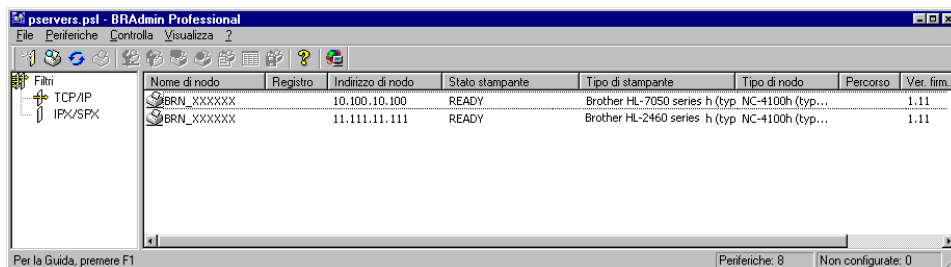 pservers.psl - BRAdmin Professional
File Periferiche Controlla Visualizza ?
Filtri
TCP/IP
IPX/SPX
Nome di nodo Registro Indirizzo di nodo Stato stampante Tipo di stampante Tipo di nodo Percorso Ver. firm.
BRN_XXXXXX 10.100.10.100 READY Brother HL-7050 series h (typ NC-4100h (typ... 1.11
BRN_XXXXXX 11.111.11.111 READY Brother HL-2460 series h (typ NC-4100h (typ... 1.11
Per la Guida, premere F1 Periferiche: 8 Non configurate: 0